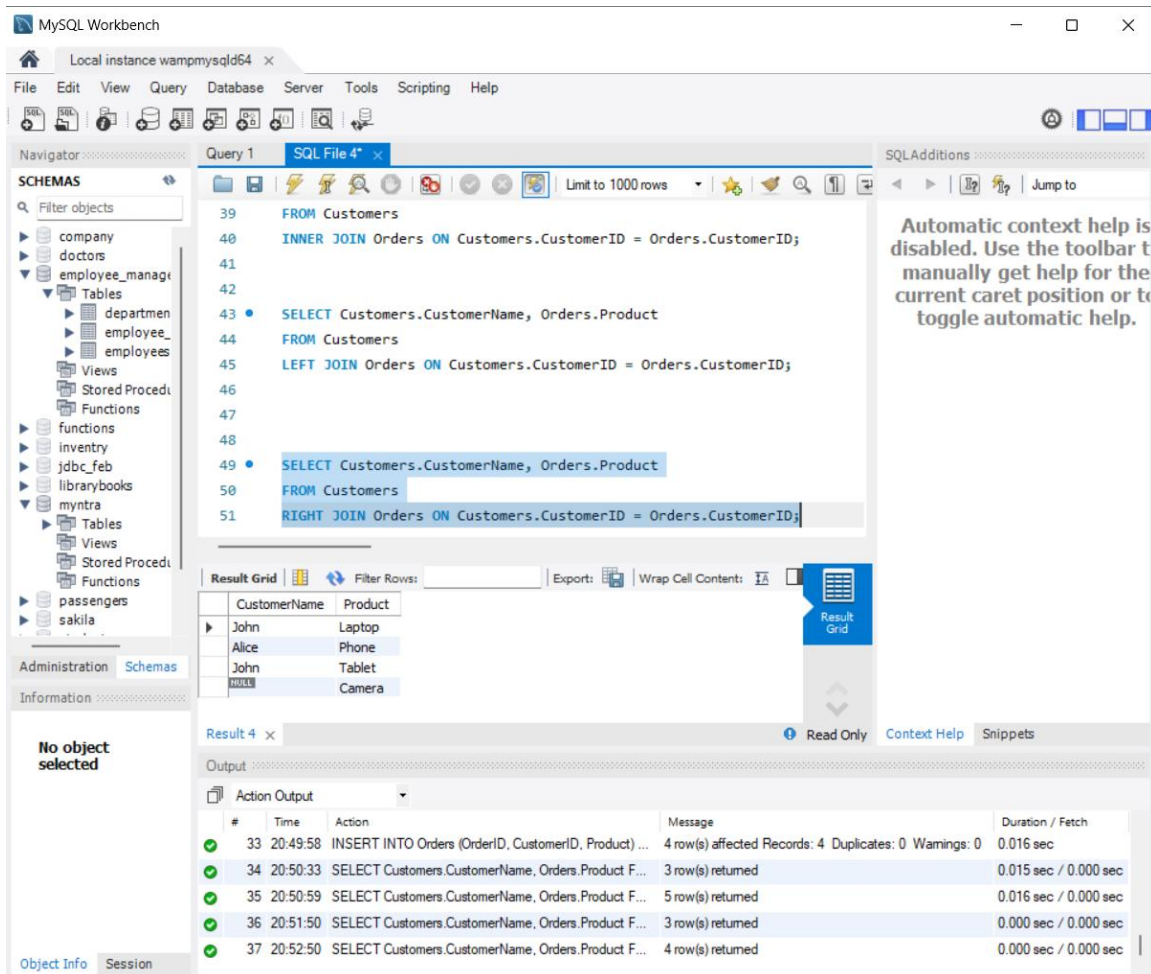 MySQL Workbench
Local instance wampmysqld64
File Edit View Query Database Server Tools Scripting Help
Navigator
SCHEMAS
Filter objects
company
doctors
employee_manage
Tables
departmen
employee_
employees
Views
Stored Procedu
Functions
functions
inventry
jdbc_feb
librarybooks
myntra
Tables
Views
Stored Procedu
Functions
passengers
sakila
Administration Schemas
Information
No object
selected
Object Info Session
Query 1 SQL File 4*
Limit to 1000 rows
39 FROM Customers
40 INNER JOIN Orders ON Customers.CustomerID = Orders.CustomerID;
41
42
43 SELECT Customers.CustomerName, Orders.Product
44 FROM Customers
45 LEFT JOIN Orders ON Customers.CustomerID = Orders.CustomerID;
46
47
48
49 SELECT Customers.CustomerName, Orders.Product
50 FROM Customers
51 RIGHT JOIN Orders ON Customers.CustomerID = Orders.CustomerID;
Result Grid Filter Rows: Export: Wrap Cell Content:
CustomerName Product
John Laptop
Alice Phone
John Tablet
NULL Camera
Result
Grid
Result 4 Read Only
SQLAdditions
Jump to
Automatic context help is
disabled. Use the toolbar t
manually get help for the
current caret position or to
toggle automatic help.
Context Help Snippets
Output
Action Output
# Time Action Message Duration / Fetch
33 20:49:58 INSERT INTO Orders (OrderID, CustomerID, Product) ... 4 row(s) affected Records: 4 Duplicates: 0 Warnings: 0 0.016 sec
34 20:50:33 SELECT Customers.CustomerName, Orders.Product F... 3 row(s) returned 0.015 sec / 0.000 sec
35 20:50:59 SELECT Customers.CustomerName, Orders.Product F... 5 row(s) returned 0.016 sec / 0.000 sec
36 20:51:50 SELECT Customers.CustomerName, Orders.Product F... 3 row(s) returned 0.000 sec / 0.000 sec
37 20:52:50 SELECT Customers.CustomerName, Orders.Product F... 4 row(s) returned 0.000 sec / 0.000 sec